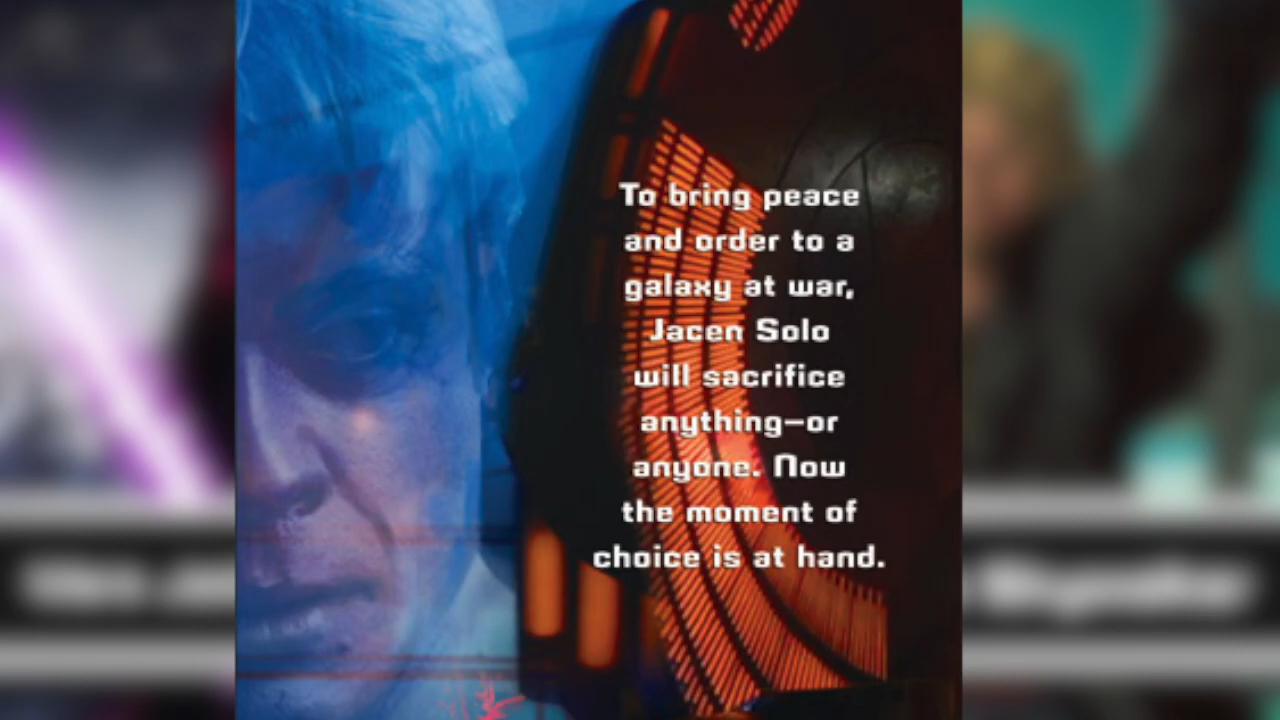 To bring peace
and order to a
galaxy at war,
Jacen Solo
will sacrifice
anything—or
anyone. Now
the moment of
choice is at hand.